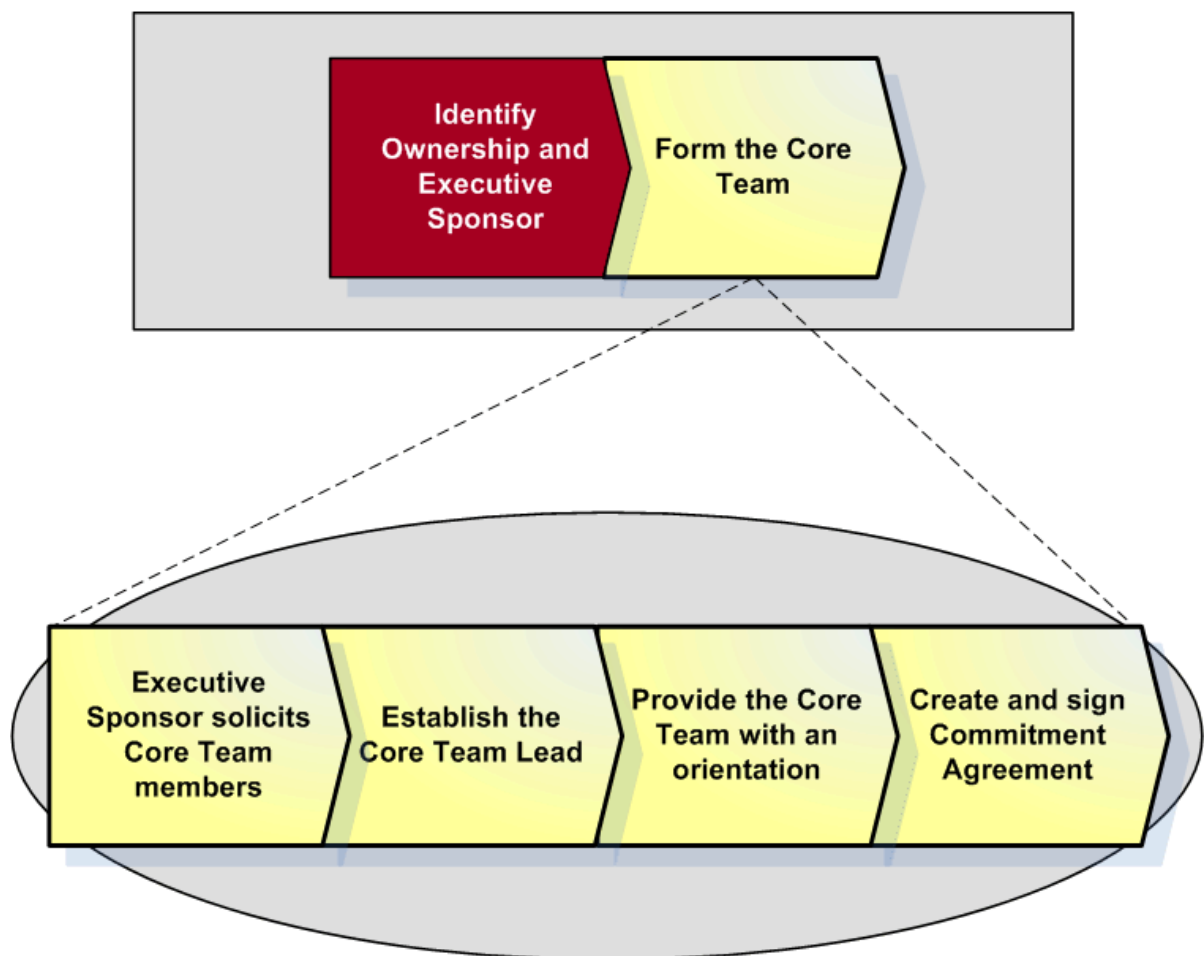 Identify
Ownership and
Executive
Sponsor
Form the Core
Team
Executive
Sponsor solicits
Core Team
members
Establish the
Core Team Lead
Provide the Core
Team with an
orientation
Create and sign
Commitment
Agreement